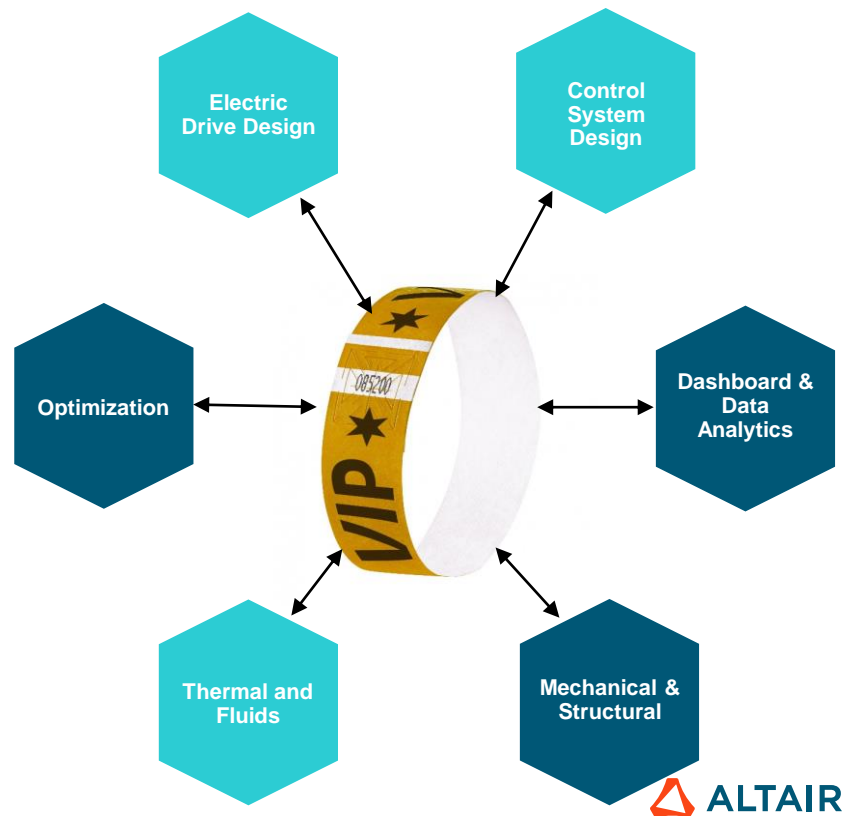 Electric
Drive Design
Control
System
Design
VIP
085200
Optimization
Dashboard &
Data
Analytics
Thermal and
Fluids
Mechanical &
Structural
ALTAIR